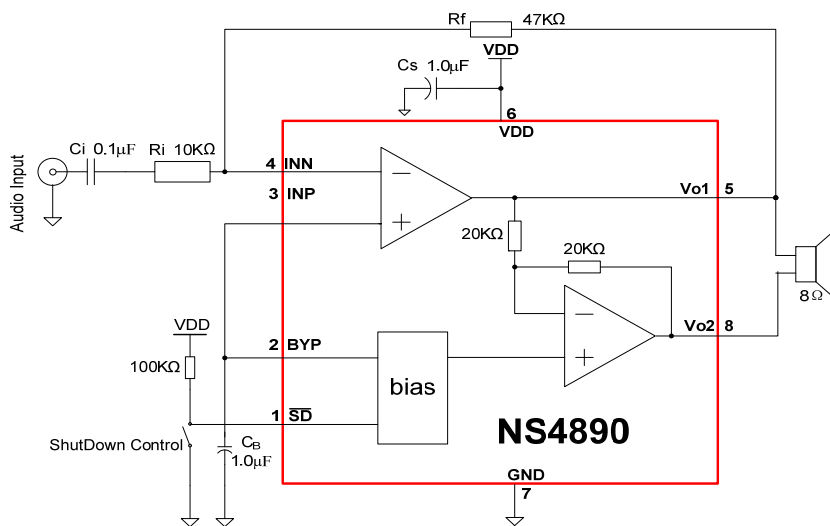 Rf 47KΩ
VDD
Cs 1.0μF
6
VDD
Ci 0.1μF Ri 10KΩ
4 INN
3 INP
Vo1 5
Audio Input
20KΩ
20KΩ
8Ω
VDD
Vo2 8
2 BYP
100KΩ
bias
1 SD
NS4890
ShutDown Control
CB
1.0μF
GND
7